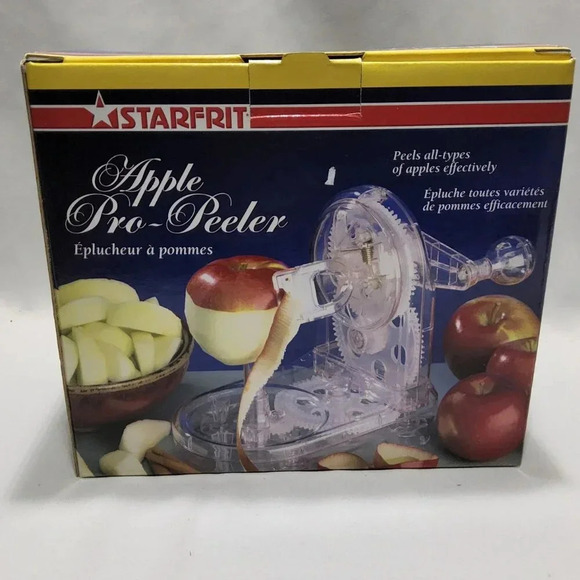 STARFRIT
Apple
Pro-Peeler
Éplucheur à pommes
Peels all-types
of apples effectively
Épluche toutes variétés
de pommes efficacement